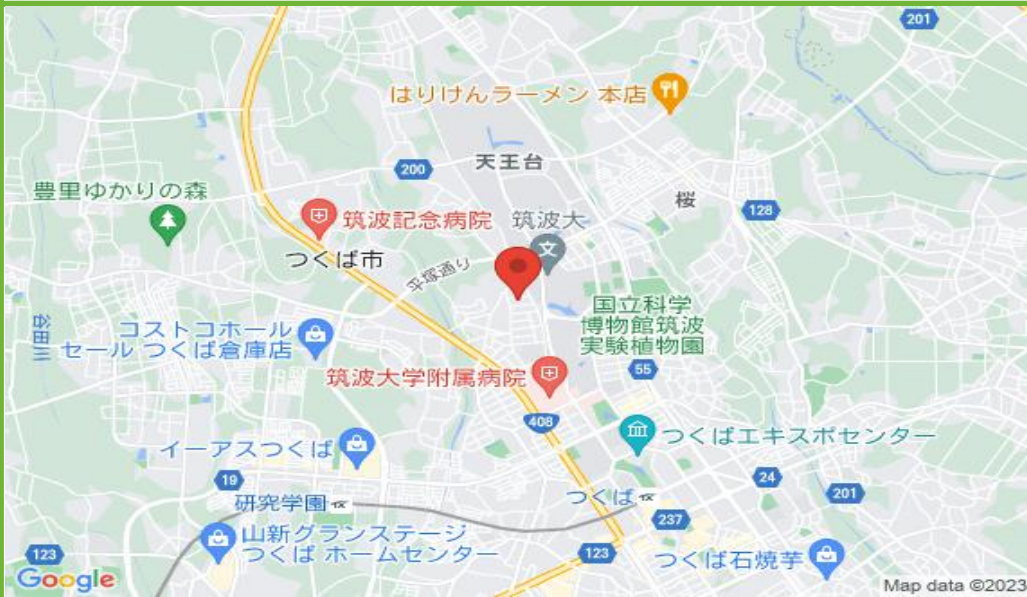 201
はりけんラーメン 本店
天王台
200
豊里ゆかりの森
桜
128
筑波記念病院
筑波大
文
つくば市
平塚通り
国立科学
博物館筑波
実験植物園
谷田川
コストコホール
セール つくば倉庫店
55
筑波大学附属病院
408
つくばエキスポセンター
イーアスつくば
19
24
201
研究学園
つくば
237
山新グランステージ
つくば ホームセンター
123
123
つくば石焼芋
Google
Map data ©2023